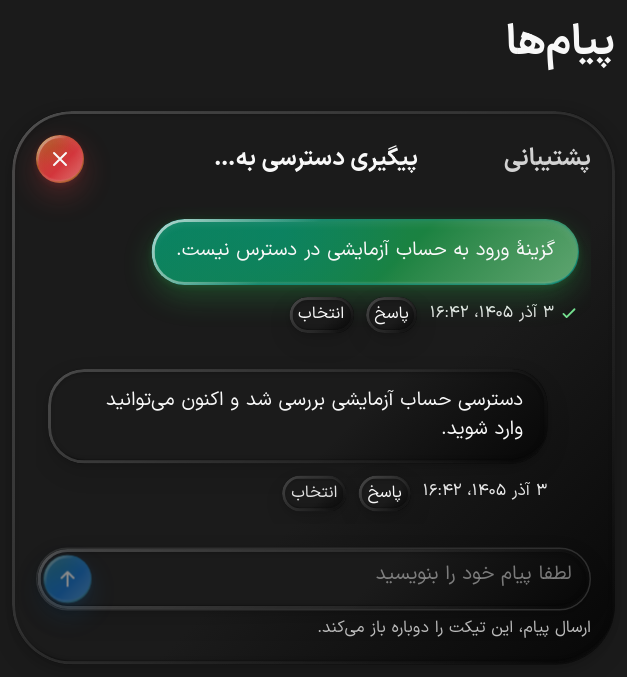 پیام‌ها
پشتیبانی
پیگیری دسترسی به...
گزینهٔ ورود به حساب آزمایشی در دسترس نیست.
۳ آذر ۱۴۰۵، ۱۶:۴۲ پاسخ انتخاب
دسترسی حساب آزمایشی بررسی شد و اکنون می‌توانید
وارد شوید.
۳ آذر ۱۴۰۵، ۱۶:۴۲ پاسخ انتخاب
لطفا پیام خود را بنویسید
ارسال پیام، این تیکت را دوباره باز می‌کند.